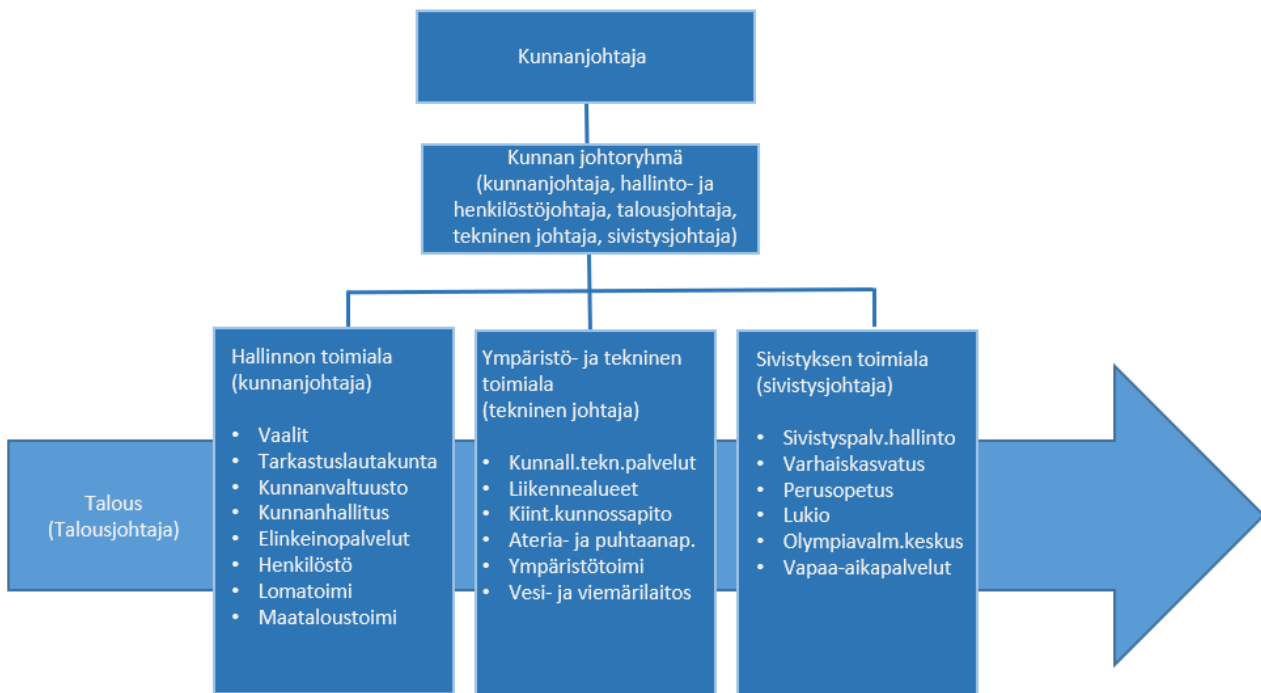 Kunnanjohtaja
Kunnan johtoryhmä
(kunnanjohtaja, hallinto- ja
henkilöstöjohtaja, talousjohtaja,
tekninen johtaja, sivistysjohtaja)
Talous
(Talousjohtaja)
Hallinnon toimiala
(kunnanjohtaja)
• Vaalit
• Tarkastuslautakunta
• Kunnanvaltuusto
• Kunnanhallitus
• Elinkeinopalvelut
• Henkilöstö
• Lomatoimi
• Maataloustoimi
Ympäristö- ja tekninen
toimiala
(tekninen johtaja)
• Kunnall.tekn.palvelut
• Liikennealueet
• Kiint.kunnossapito
• Ateria- ja puhtaanap.
• Ympäristötoimi
• Vesi- ja viemärilaitos
Sivistyksen toimiala
(sivistysjohtaja)
• Sivistyspalv.hallinto
• Varhaiskasvatus
• Perusopetus
• Lukio
• Olympiavalm.keskus
• Vapaa-aikapalvelut